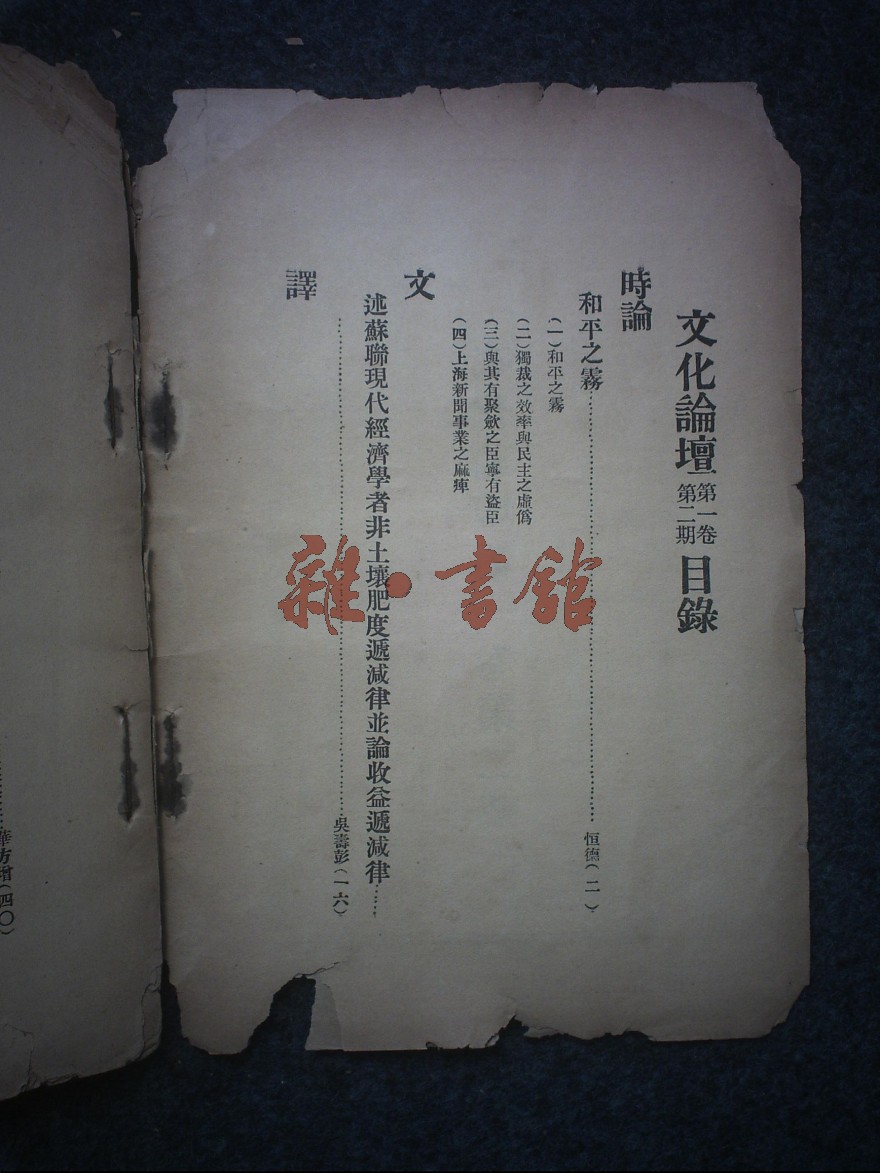 文化論壇 第一卷 第二期 目錄
時論
和平之霧……恒德(二)
(一)和平之霧
(二)獨裁之效率與民主之虛僞
(三)與其有聚斂之臣寧有盜臣
(四)上海新聞事業之麻痺
文
述蘇聯現代經濟學者非土壤肥度遞減律並論收益遞減律……
……吳壽彭(一六)
譯
雜·書館
(四〇)